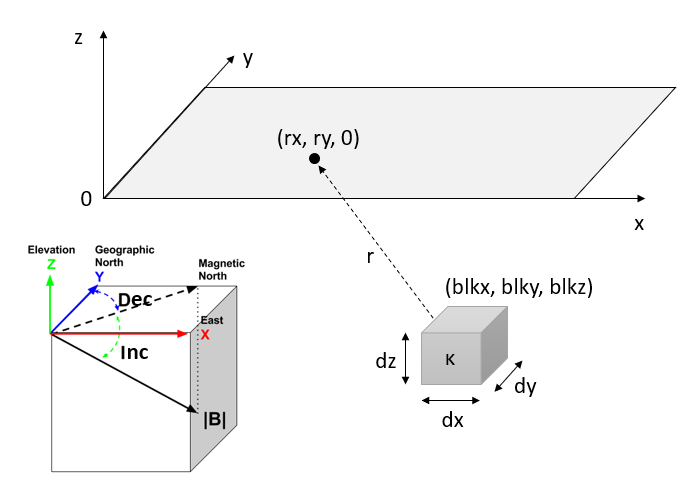 z
y
(rx, ry, 0)
0
x
r
Elevation
Z
Geographic
North
Y
Magnetic
North
Dec
East
X
Inc
|B|
(blkx, blky, blkz)
dz
κ
dy
dx